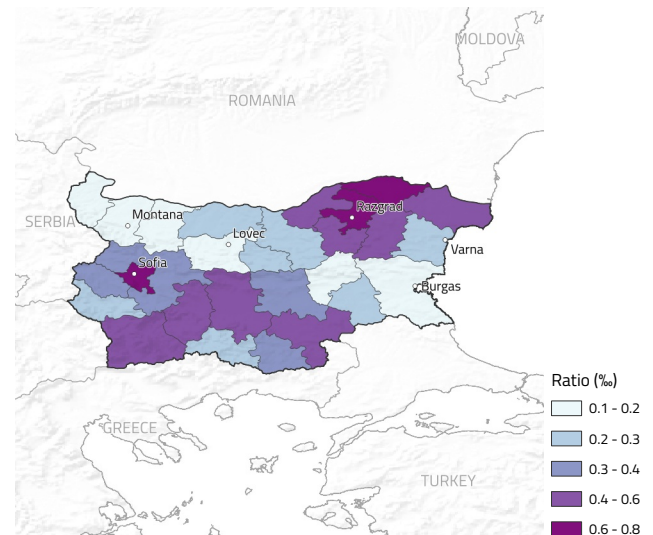 MOLDOVA
ROMANIA
Razgrad
Montana
SERBIA
Lovec
Varna
Sofia
Burgas
Ratio (‰)
0.1 - 0.2
0.2 - 0.3
GREECE
0.3 - 0.4
TURKEY
0.4 - 0.6
0.6 - 0.8